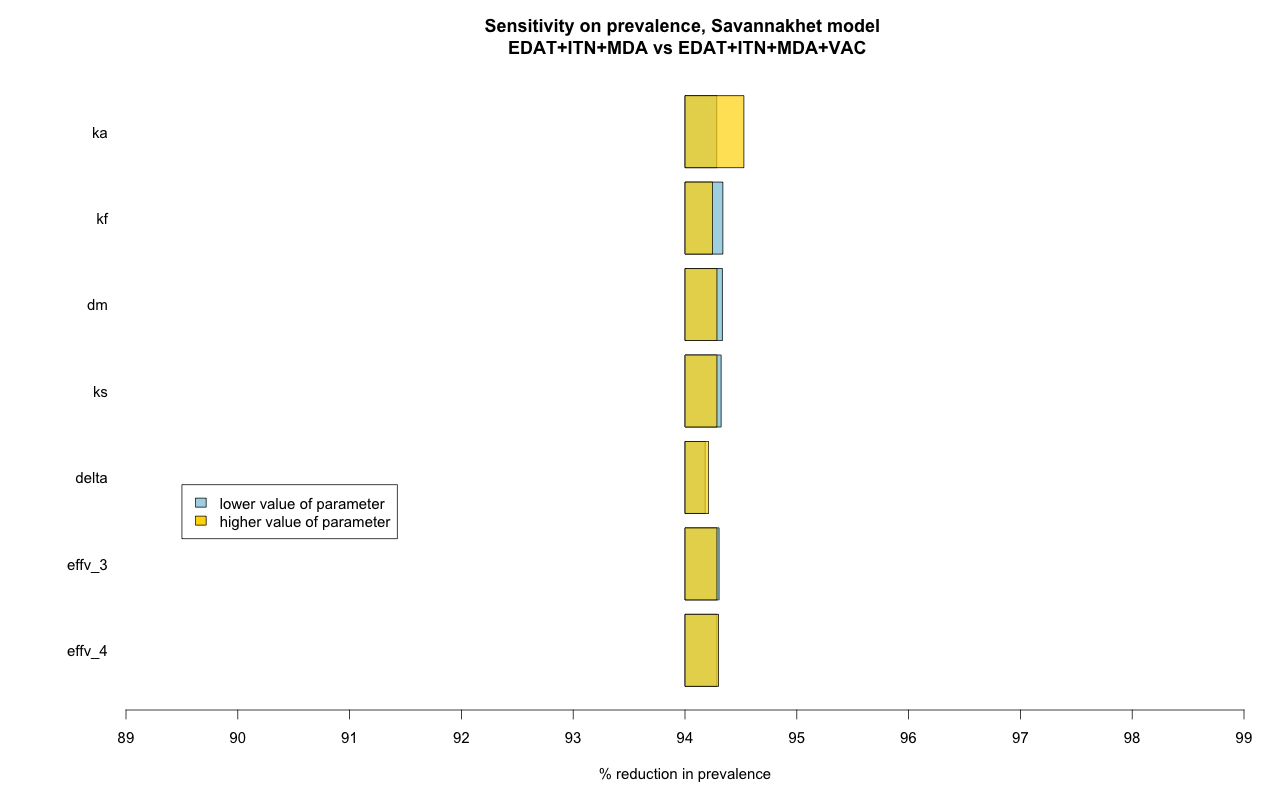 Sensitivity on prevalence, Savannakhet model
EDAT+ITN+MDA vs EDAT+ITN+MDA+VAC
ka
kf
dm
ks
delta
lower value of parameter
higher value of parameter
effv_3
effv_4
89 90 91 92 93 94 95 96 97 98 99
% reduction in prevalence